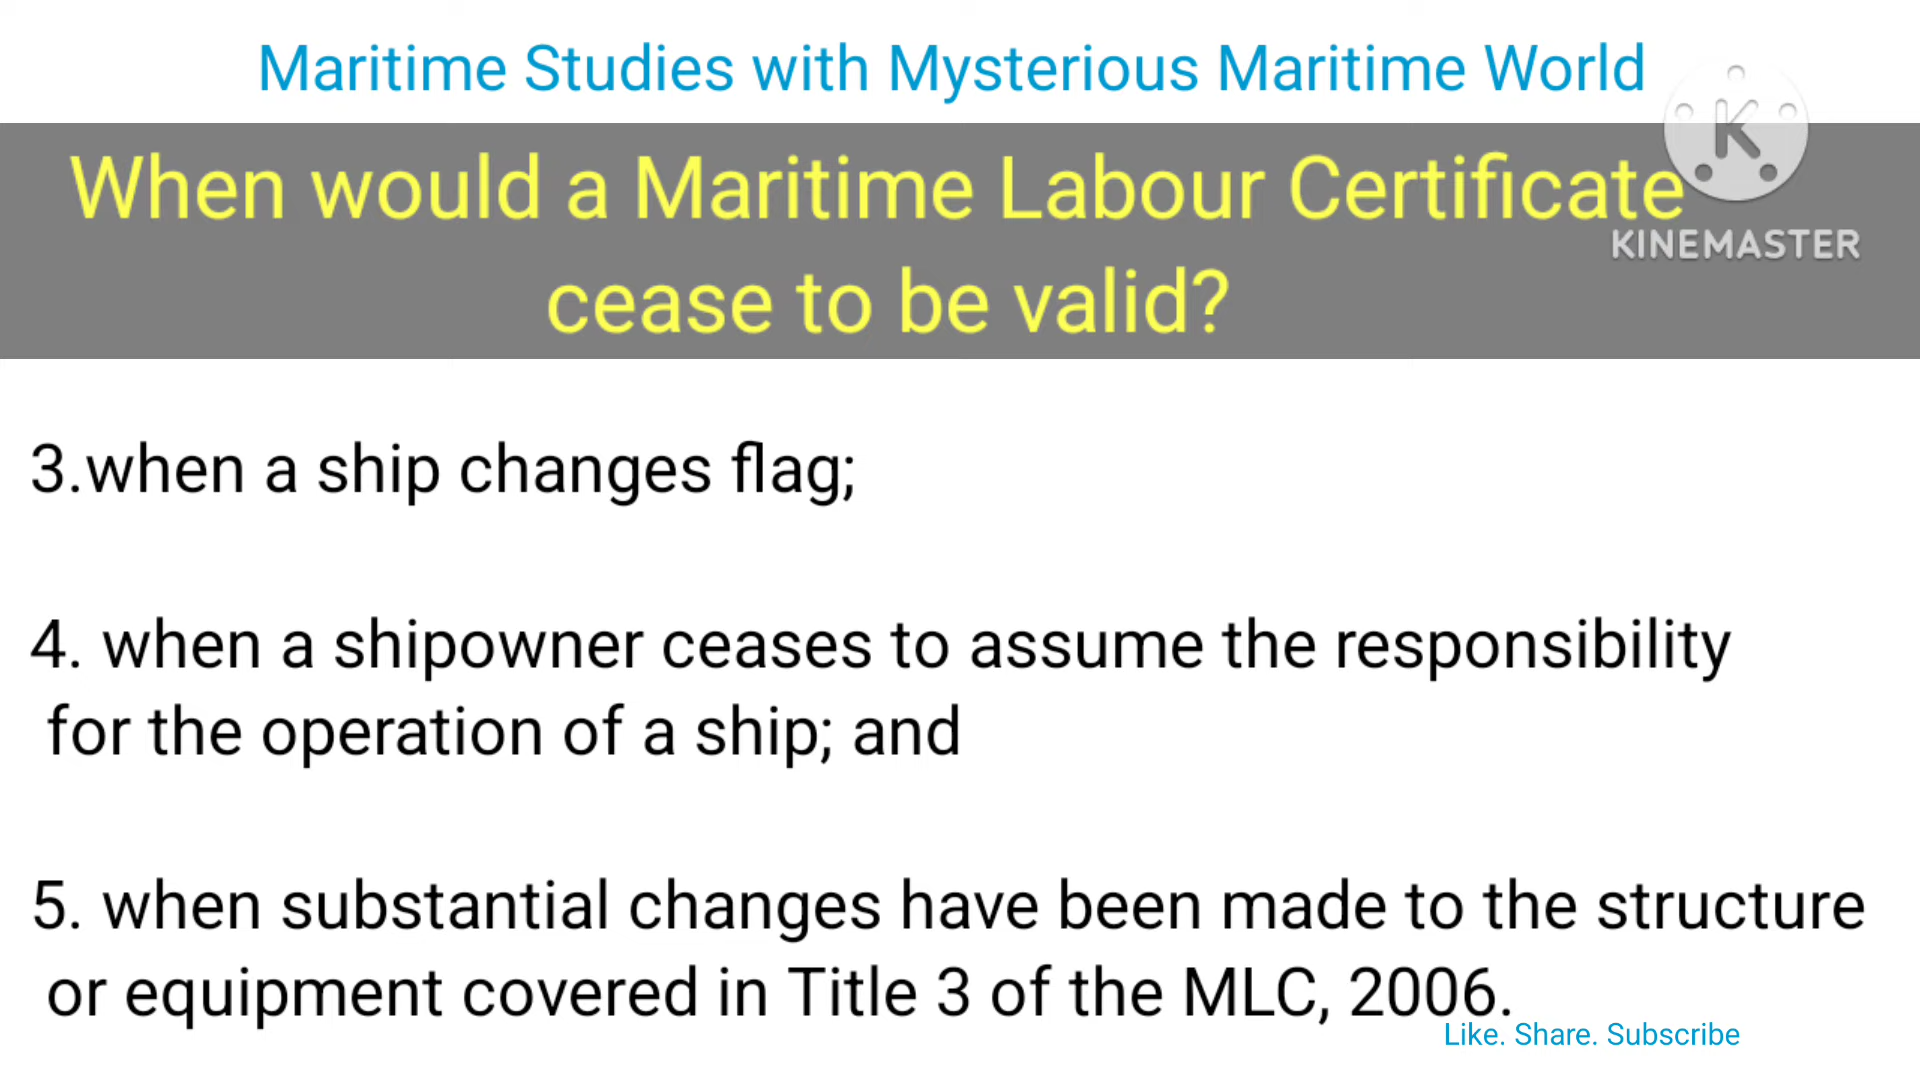 Maritime Studies with Mysterious Maritime World
When would a Maritime Labour Certificate
cease to be valid?
K
KINEMASTER
3.when a ship changes flag;
4. when a shipowner ceases to assume the responsibility
for the operation of a ship; and
5. when substantial changes have been made to the structure
or equipment covered in Title 3 of the MLC, 2006.
Like. Share. Subscribe